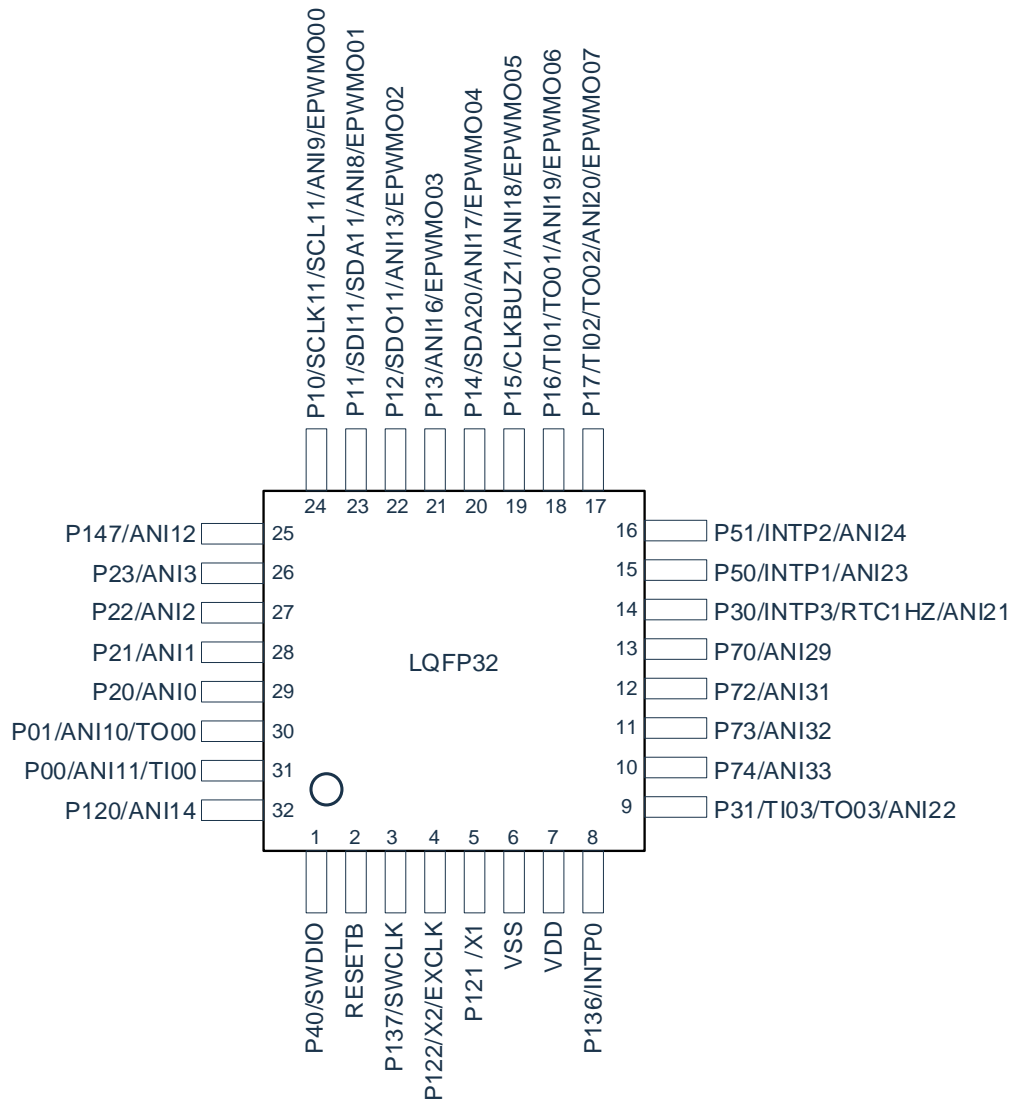 P10/SCLK11/SCL11/ANI9/EPWMO00
P11/SDI11/SDA11/ANI8/EPWMO01
P12/SDO11/ANI13/EPWMO02
P13/ANI16/EPWMO03
P14/SDA20/ANI17/EPWMO04
P15/CLKBUZ1/ANI18/EPWMO05
P16/TI01/TO01/ANI19/EPWMO06
P17/TI02/TO02/ANI20/EPWMO07
24 23 22 21 20 19 18 17
P147/ANI12 25
P23/ANI3 26
P22/ANI2 27
P21/ANI1 28
P20/ANI0 29
P01/ANI10/TO00 30
P00/ANI11/TI00 31
P120/ANI14 32
LQFP32
16 P51/INTP2/ANI24
15 P50/INTP1/ANI23
14 P30/INTP3/RTC1HZ/ANI21
13 P70/ANI29
12 P72/ANI31
11 P73/ANI32
10 P74/ANI33
9 P31/TI03/TO03/ANI22
1 2 3 4 5 6 7 8
P40/SWDIO
RESETB
P137/SWCLK
P122/X2/EXCLK
P121 /X1
VSS
VDD
P136/INTP0